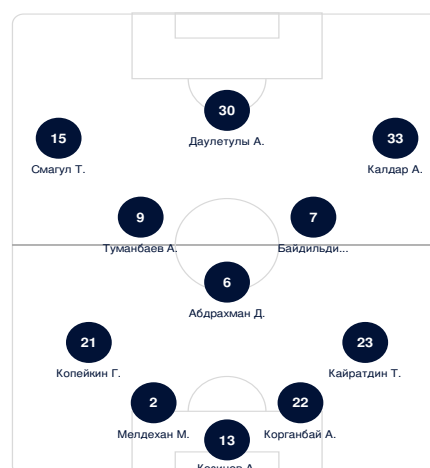 30
Даулетулы А.
15
Смагул Т.
33
Калдар А.
9
Туманбаев А.
7
Байдильди...
6
Абдрахман Д.
21
Копейкин Г.
23
Кайратдин Т.
2
Мелдехан М.
22
Корганбай А.
13